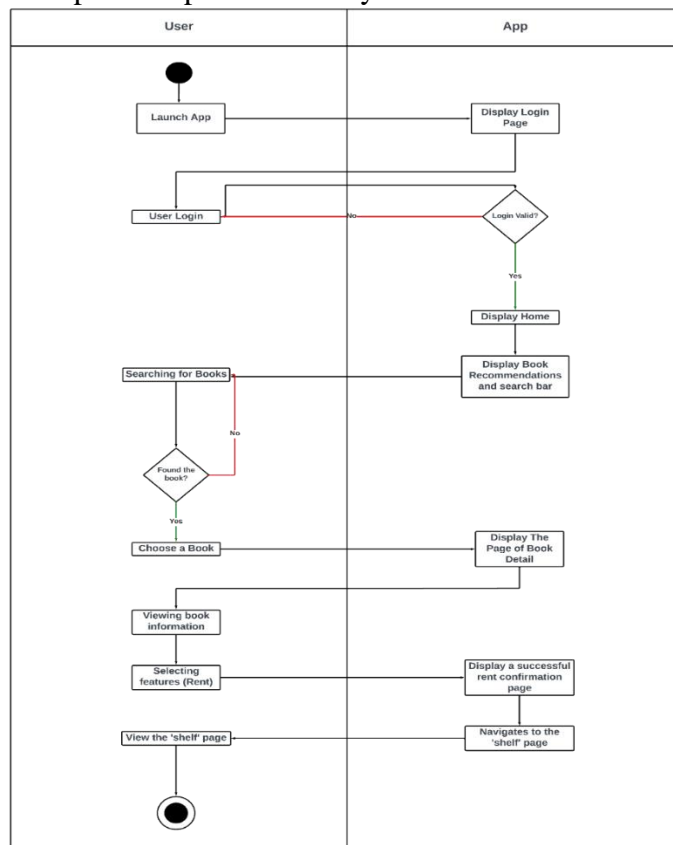 User
App
Launch App
Display Login
Page
User Login
No
Login Valid?
Yes
Display Home
Searching for Books
Display Book
Recommendations
and search bar
No
Found the
book?
Yes
Choose a Book
Display The
Page of Book
Detail
Viewing book
information
Selecting
features (Rent)
Display a successful
rent confirmation
page
View the 'shelf' page
Navigates to the
'shelf' page